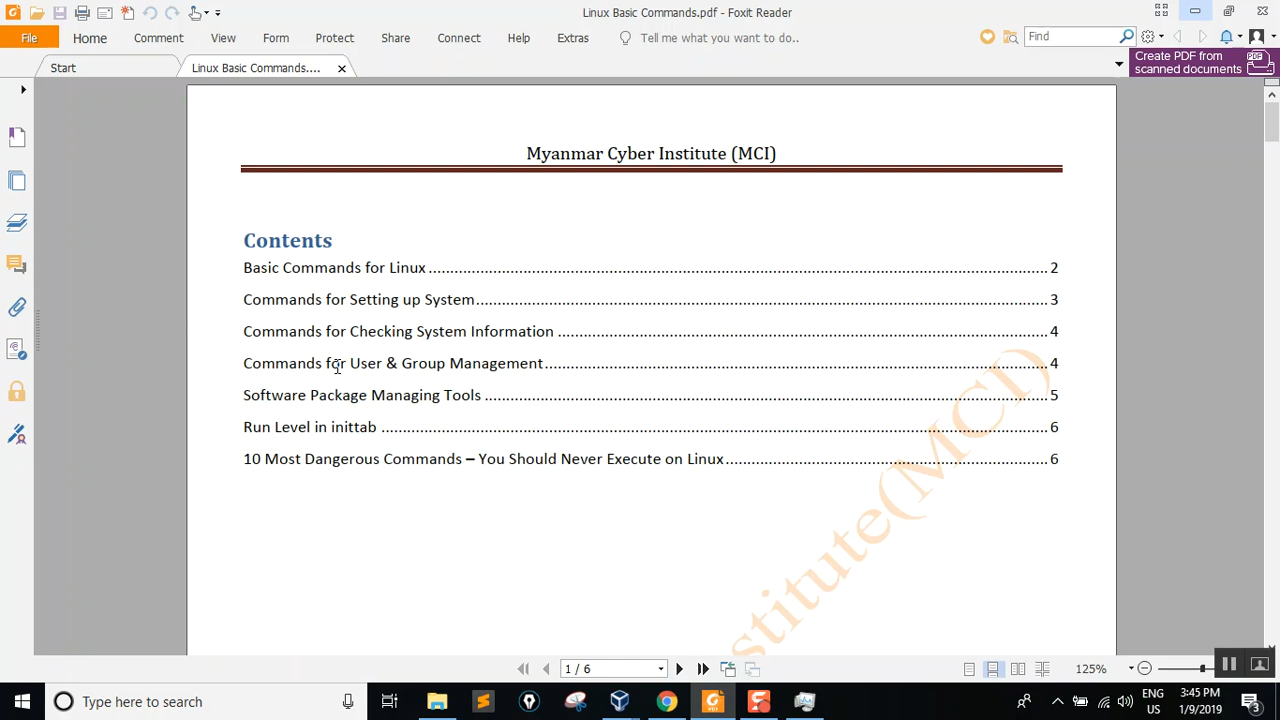 Linux Basic Commands.pdf - Foxit Reader
File Home Comment View Form Protect Share Connect Help Extras Tell me what you want to do.. Find
Start Linux Basic Commands.... Create PDF from
scanned documents
Myanmar Cyber Institute (MCI)
Contents
Basic Commands for Linux 2
Commands for Setting up System 3
Commands for Checking System Information 4
Commands for User & Group Management 4
Software Package Managing Tools 5
Run Level in inittab 6
10 Most Dangerous Commands – You Should Never Execute on Linux 6
stitute(MCI)
1 / 6 125%
Type here to search
ENG
US
3:45 PM
1/9/2019
3